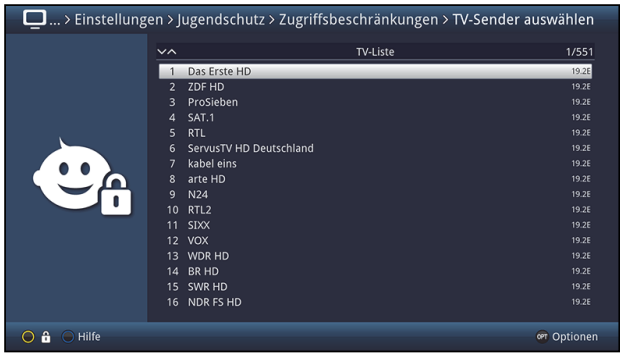 ... > Einstellungen > Jugendschutz > Zugriffsbeschränkungen > TV-Sender auswählen
TV-Liste 1/551
1 Das Erste HD 19.2E
2 ZDF HD 19.2E
3 ProSieben 19.2E
4 SAT.1 19.2E
5 RTL 19.2E
6 ServusTV HD Deutschland 19.2E
7 kabel eins 19.2E
8 arte HD 19.2E
9 N24 19.2E
10 RTL2 19.2E
11 SIXX 19.2E
12 VOX 19.2E
13 WDR HD 19.2E
14 BR HD 19.2E
15 SWR HD 19.2E
16 NDR FS HD 19.2E
Hilfe OPT Optionen